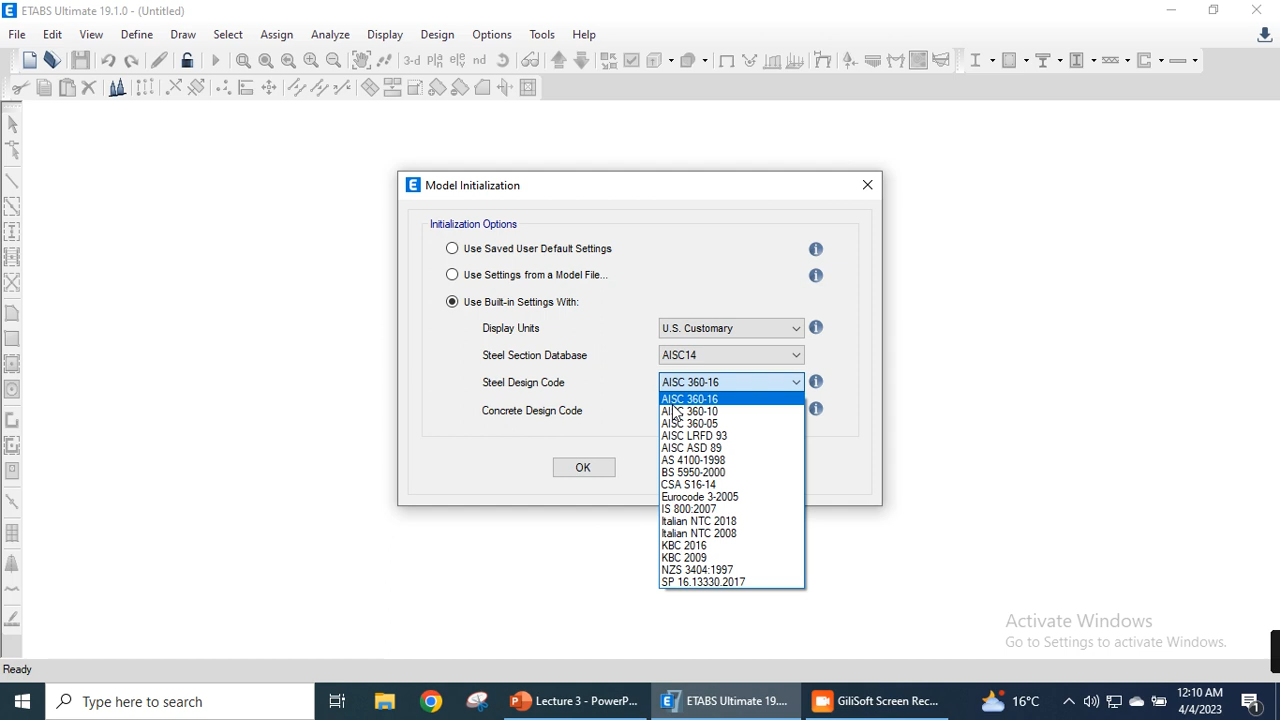 ETABS Ultimate 19.1.0 - (Untitled)
File Edit View Define Draw Select Assign Analyze Display Design Options Tools Help
3-d nd
Model Initialization
Initialization Options
Use Saved User Default Settings
Use Settings from a Model File...
Use Built-in Settings With:
Display Units U.S. Customary
Steel Section Database AISC14
Steel Design Code AISC 360-16
Concrete Design Code
AISC 360-16
AISC 360-10
AISC 360-05
AISC LRFD 93
AISC ASD 89
AS 4100-1998
BS 5950-2000
CSA S16-14
Eurocode 3-2005
IS 800:2007
Italian NTC 2018
Italian NTC 2008
KBC 2016
KBC 2009
NZS 3404:1997
SP 16.13330.2017
OK
Activate Windows
Go to Settings to activate Windows.
Ready
Type here to search
Lecture 3 - PowerP...
ETABS Ultimate 19....
GiliSoft Screen Rec...
16°C
12:10 AM
4/4/2023
1